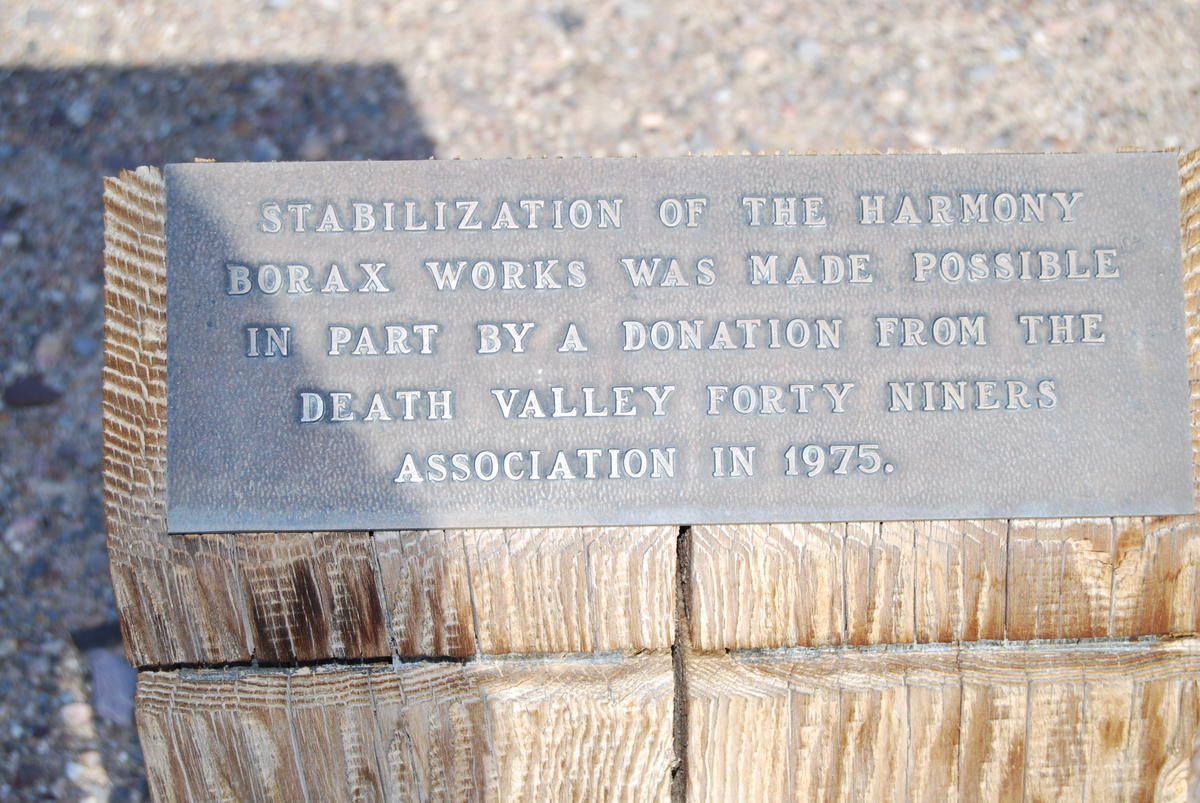 STABILIZATION OF THE HARMONY
BORAX WORKS WAS MADE POSSIBLE
IN PART BY A DONATION FROM THE
DEATH VALLEY FORTY NINERS
ASSOCIATION IN 1975.